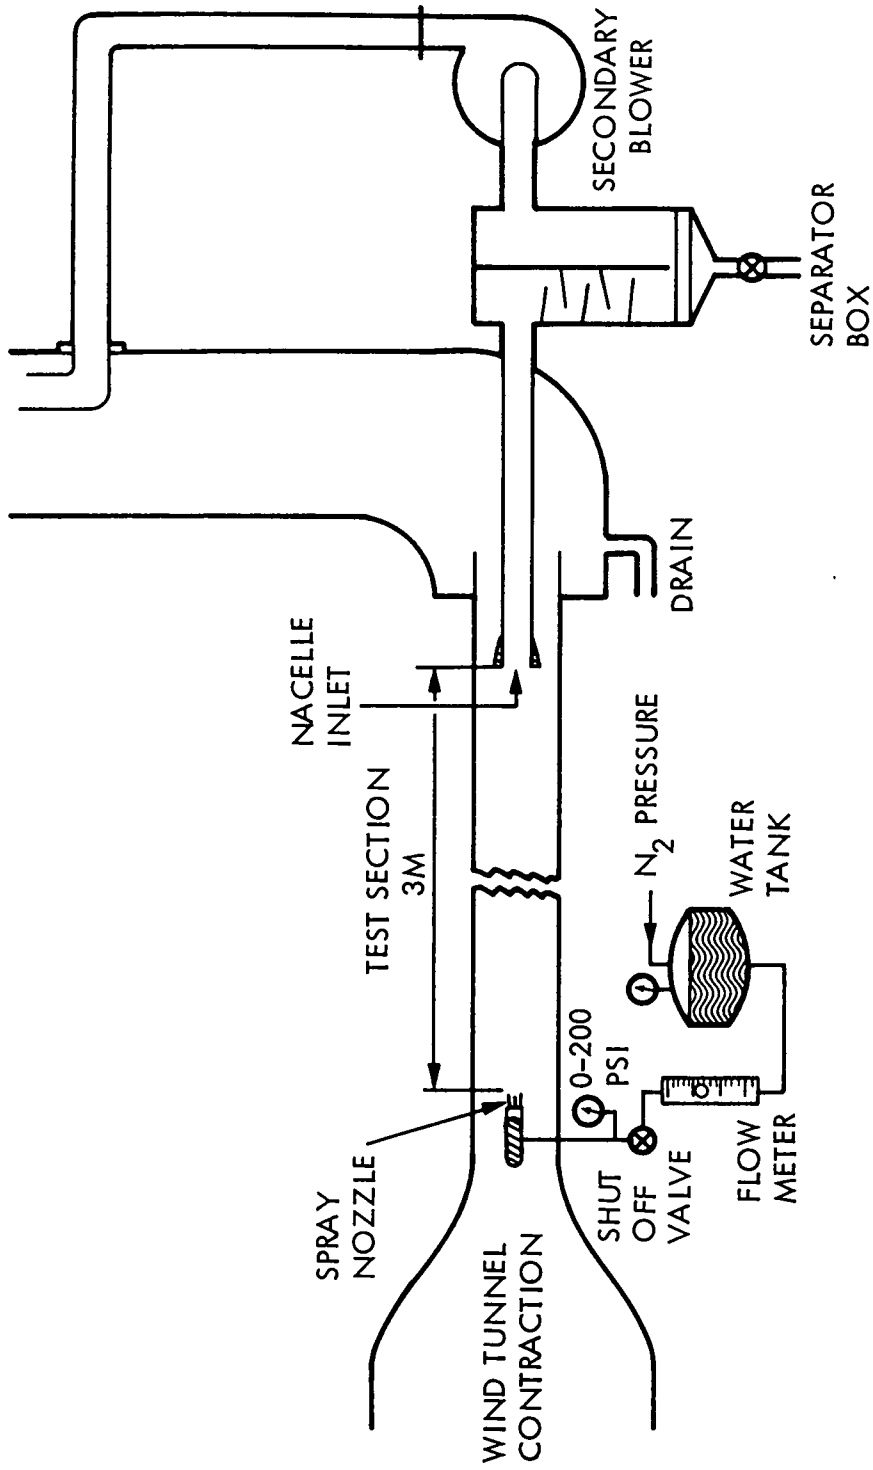 WIND TUNNEL
CONTRACTION
SPRAY
NOZZLE
TEST SECTION
3M
NACELLE
INLET
SHUT
OFF
VALVE
0-200
PSI
FLOW
METER
N2 PRESSURE
WATER
TANK
DRAIN
SEPARATOR
BOX
SECONDARY
BLOWER